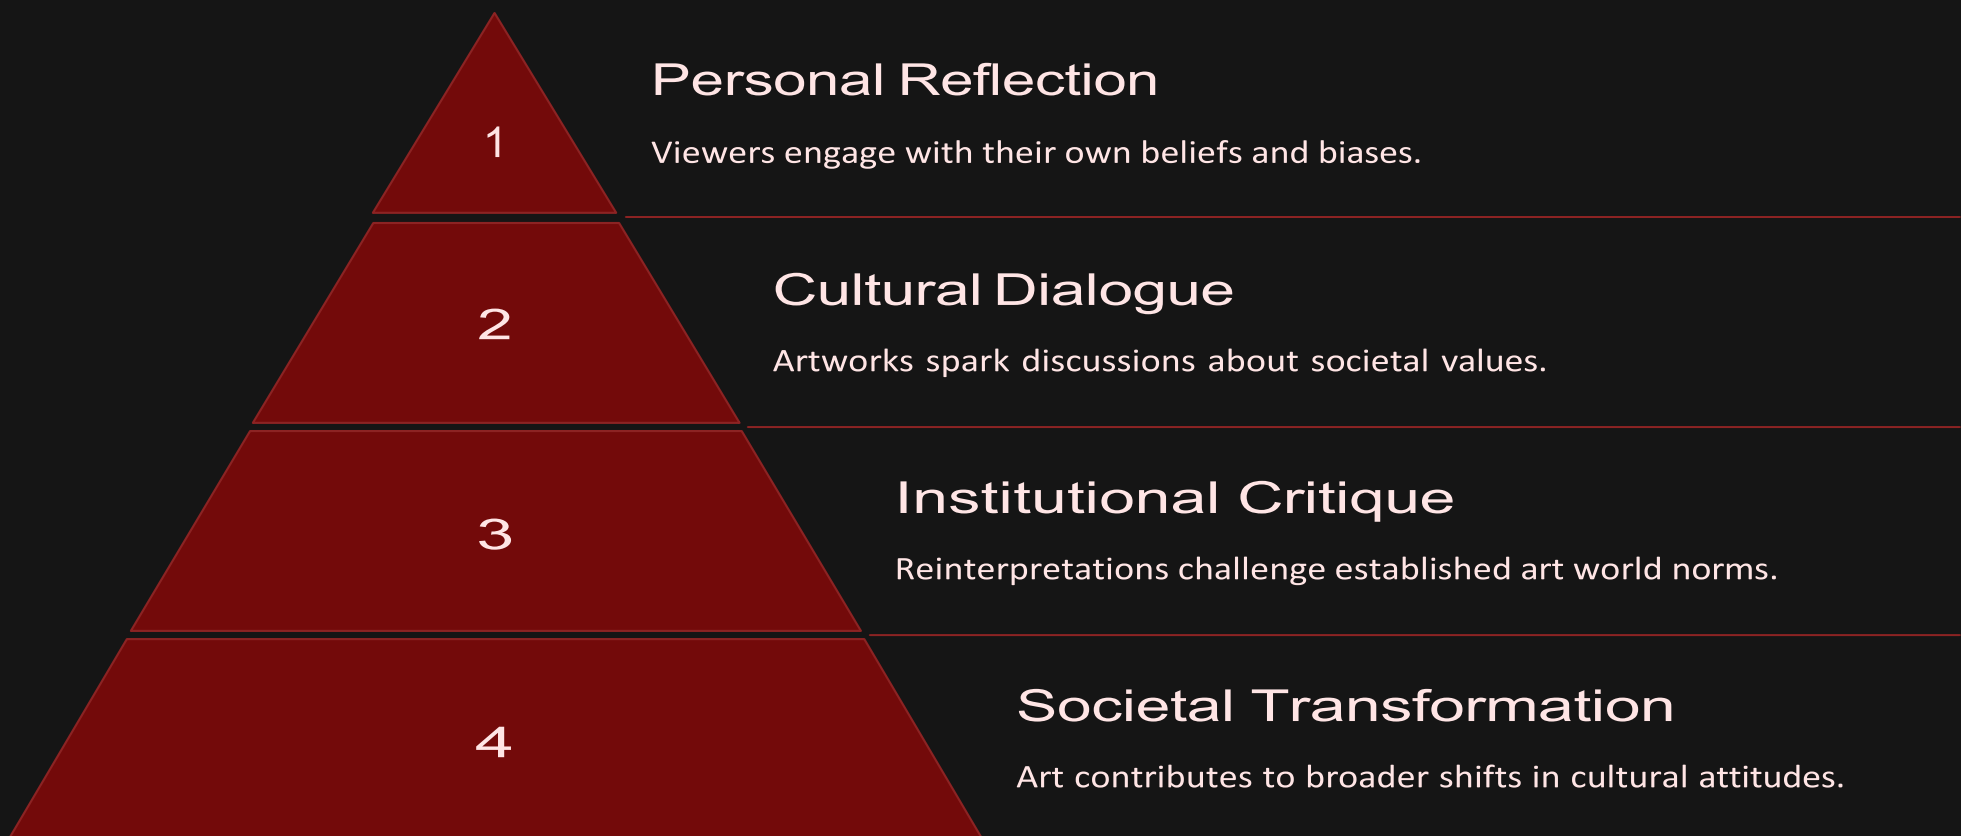 1
Personal Reflection
Viewers engage with their own beliefs and biases.
2
Cultural Dialogue
Artworks spark discussions about societal values.
3
Institutional Critique
Reinterpretations challenge established art world norms.
4
Societal Transformation
Art contributes to broader shifts in cultural attitudes.